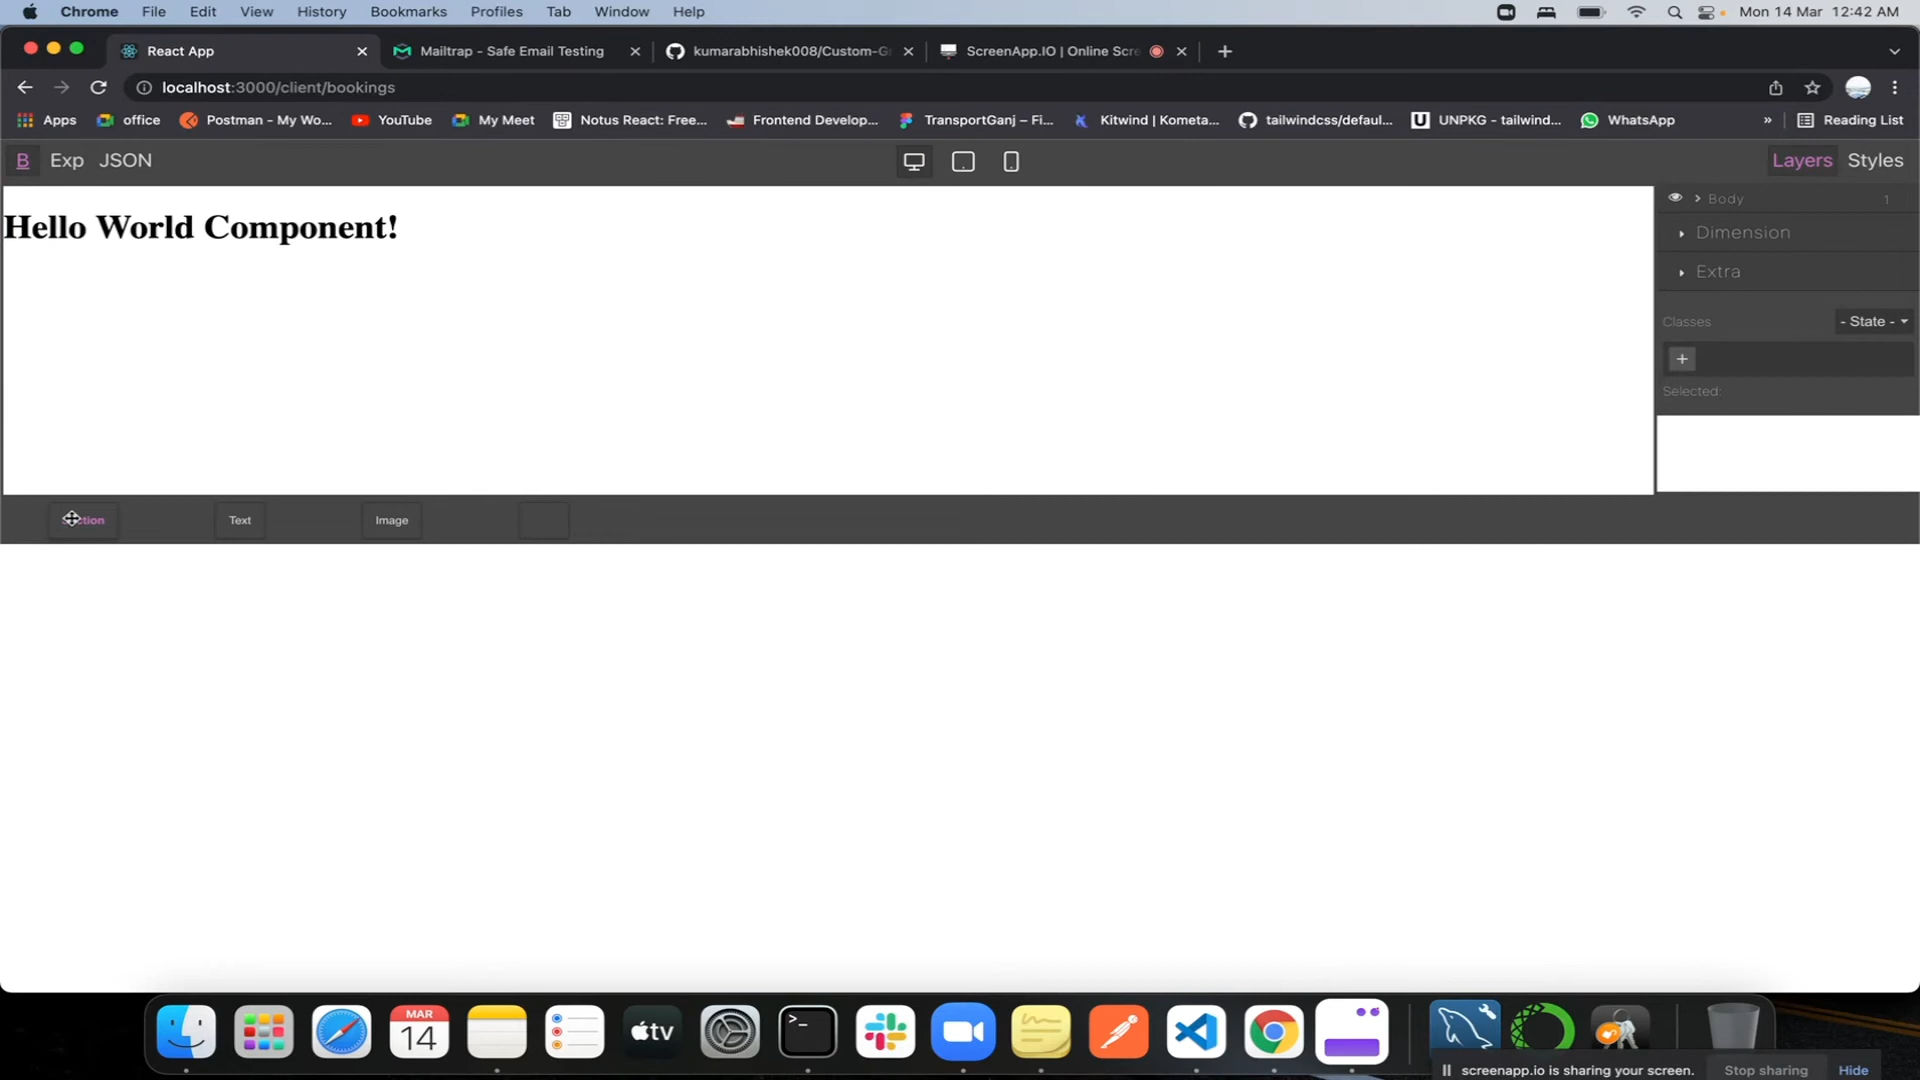 Chrome File Edit View History Bookmarks Profiles Tab Window Help Mon 14 Mar 12:42 AM
React App Mailtrap - Safe Email Testing kumarabhishek008/Custom-Gr ScreenApp.IO | Online Scre
localhost:3000/client/bookings
Apps office Postman - My Wo... YouTube My Meet Notus React: Free... Frontend Develop... TransportGanj – Fi... Kitwind | Kometa... tailwindcss/defaul... UNPKG - tailwind... WhatsApp » Reading List
B Exp JSON Layers Styles
Hello World Component!
Body 1
Dimension
Extra
Classes - State -
+
Selected:
Text Image
MAR
14
tv
>_
screenapp.io is sharing your screen. Stop sharing Hide